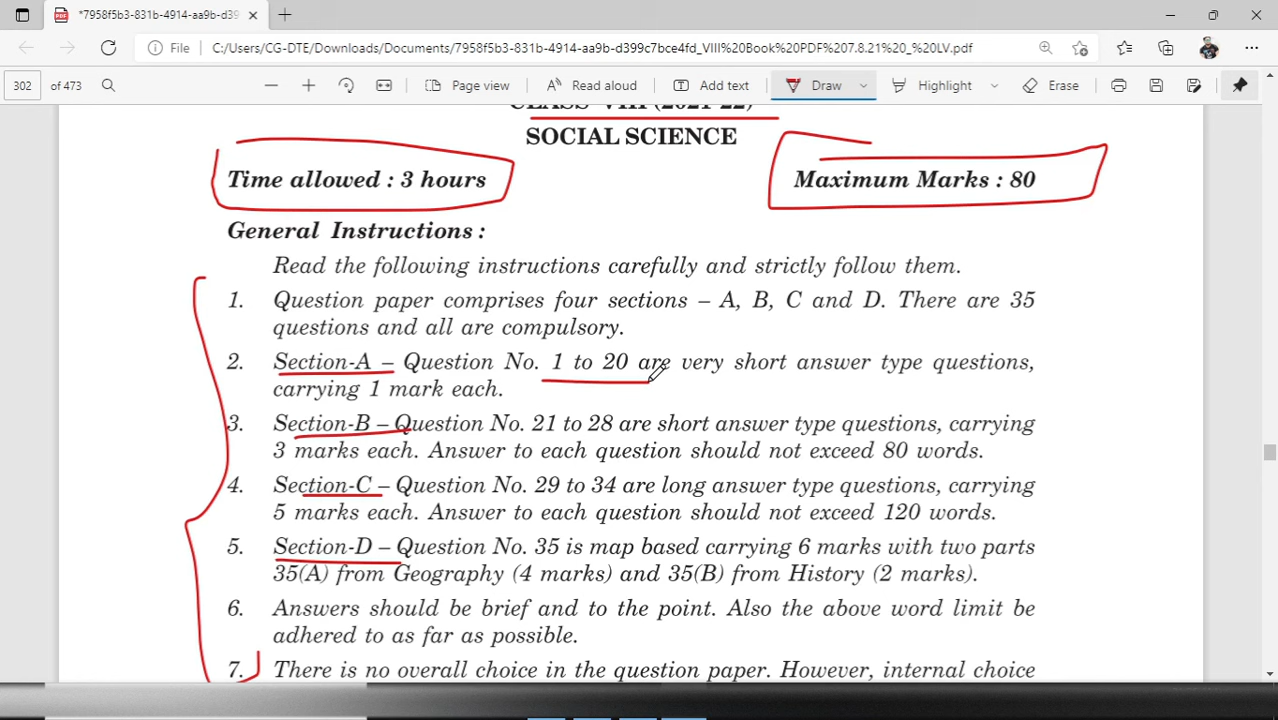 *7958f5b3-831b-4914-aa9b-d39
File C:/Users/CG-DTE/Downloads/Documents/7958f5b3-831b-4914-aa9b-d399c7bce4fd_VIII%20Book%20PDF%207.8.21%20_%20LV.pdf
302 of 473 Page view Read aloud Add text Draw Highlight Erase
CLASS-VIII (2021-22)
SOCIAL SCIENCE
Time allowed : 3 hours Maximum Marks : 80
General Instructions :
Read the following instructions carefully and strictly follow them.
1. Question paper comprises four sections – A, B, C and D. There are 35
questions and all are compulsory.
2. Section-A – Question No. 1 to 20 are very short answer type questions,
carrying 1 mark each.
3. Section-B – Question No. 21 to 28 are short answer type questions, carrying
3 marks each. Answer to each question should not exceed 80 words.
4. Section-C – Question No. 29 to 34 are long answer type questions, carrying
5 marks each. Answer to each question should not exceed 120 words.
5. Section-D – Question No. 35 is map based carrying 6 marks with two parts
35(A) from Geography (4 marks) and 35(B) from History (2 marks).
6. Answers should be brief and to the point. Also the above word limit be
adhered to as far as possible.
7. There is no overall choice in the question paper. However, internal choice